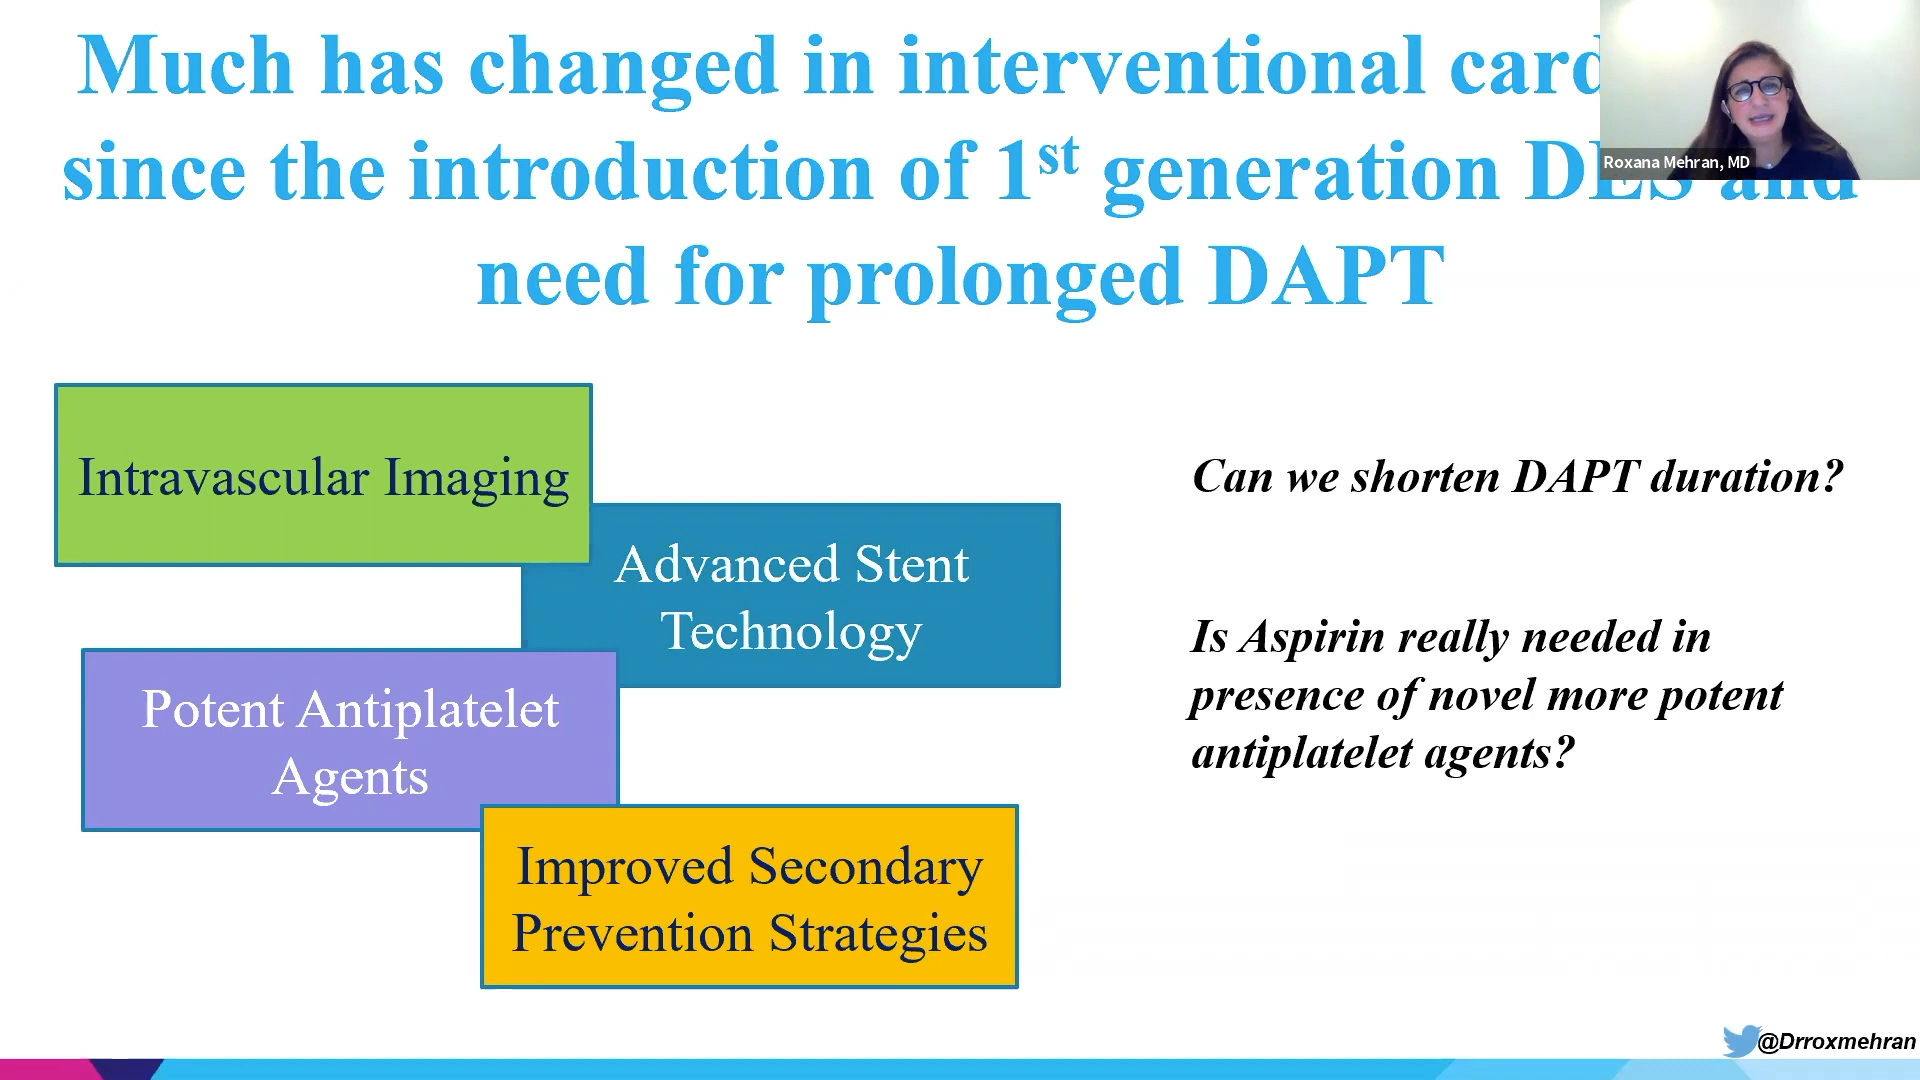 Much has changed in interventional card
since the introduction of 1st generation DES and
need for prolonged DAPT
Roxana Mehran, MD
Intravascular Imaging
Advanced Stent
Technology
Potent Antiplatelet
Agents
Improved Secondary
Prevention Strategies
Can we shorten DAPT duration?
Is Aspirin really needed in
presence of novel more potent
antiplatelet agents?
@Drroxmehran